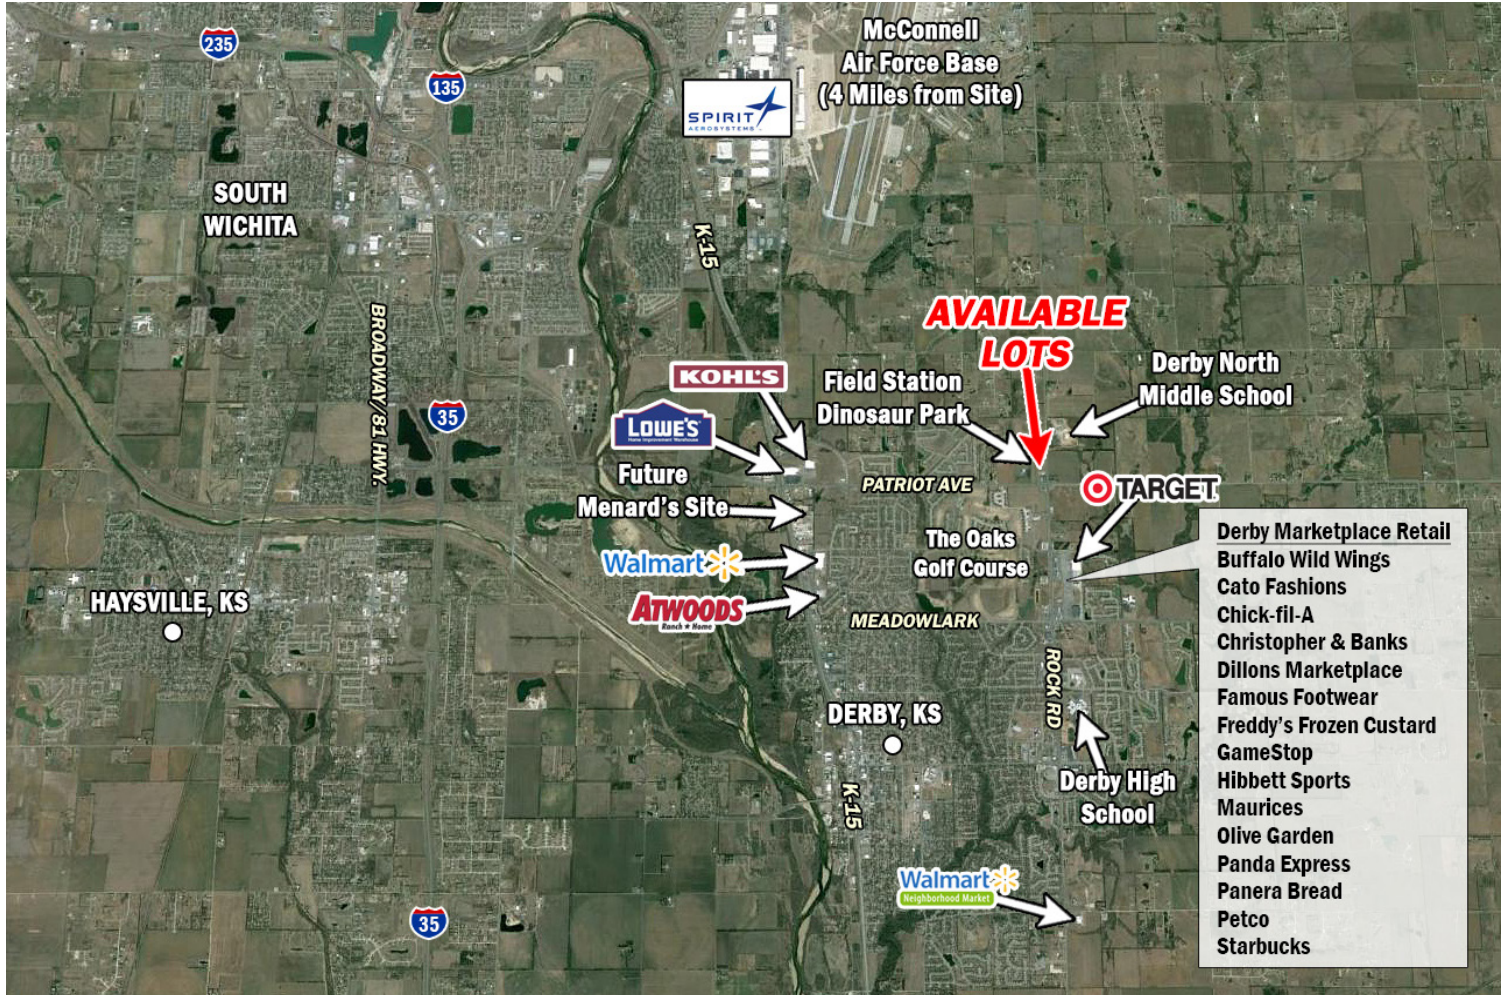 McConnell
Air Force Base
(4 Miles from Site)
235
135
SPIRIT
AEROSYSTEMS
SOUTH
WICHITA
K-15
BROADWAY/81 HWY.
AVAILABLE
LOTS
KOHL'S
Field Station
Dinosaur Park
Derby North
Middle School
35
LOWE'S
Home Improvement Warehouse
Future
Menard's Site
PATRIOT AVE
TARGET
Walmart
The Oaks
Golf Course
ATWOODS
Ranch ★ Home
HAYSVILLE, KS
MEADOWLARK
ROCK RD
DERBY, KS
Derby High
School
K-15
Walmart
Neighborhood Market
35
Derby Marketplace Retail
Buffalo Wild Wings
Cato Fashions
Chick-fil-A
Christopher & Banks
Dillons Marketplace
Famous Footwear
Freddy's Frozen Custard
GameStop
Hibbett Sports
Maurices
Olive Garden
Panda Express
Panera Bread
Petco
Starbucks